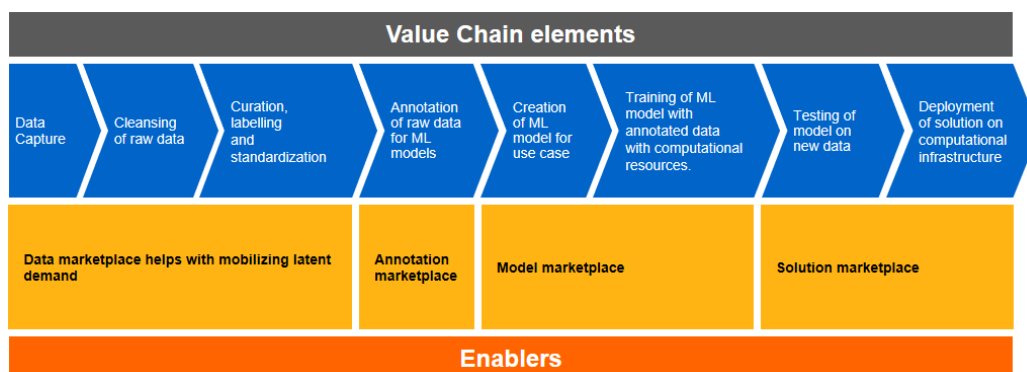 Value Chain elements
Data
Capture
Cleansing
of raw data
Curation,
labelling
and
standardization
Annotation
of raw data
for ML
models
Creation
of ML
model for
use case
Training of ML
model with
annotated data
with computational
resources.
Testing of
model on
new data
Deployment
of solution on
computational
infrastructure
Data marketplace helps with mobilizing latent
demand
Annotation
marketplace
Model marketplace
Solution marketplace
Enablers